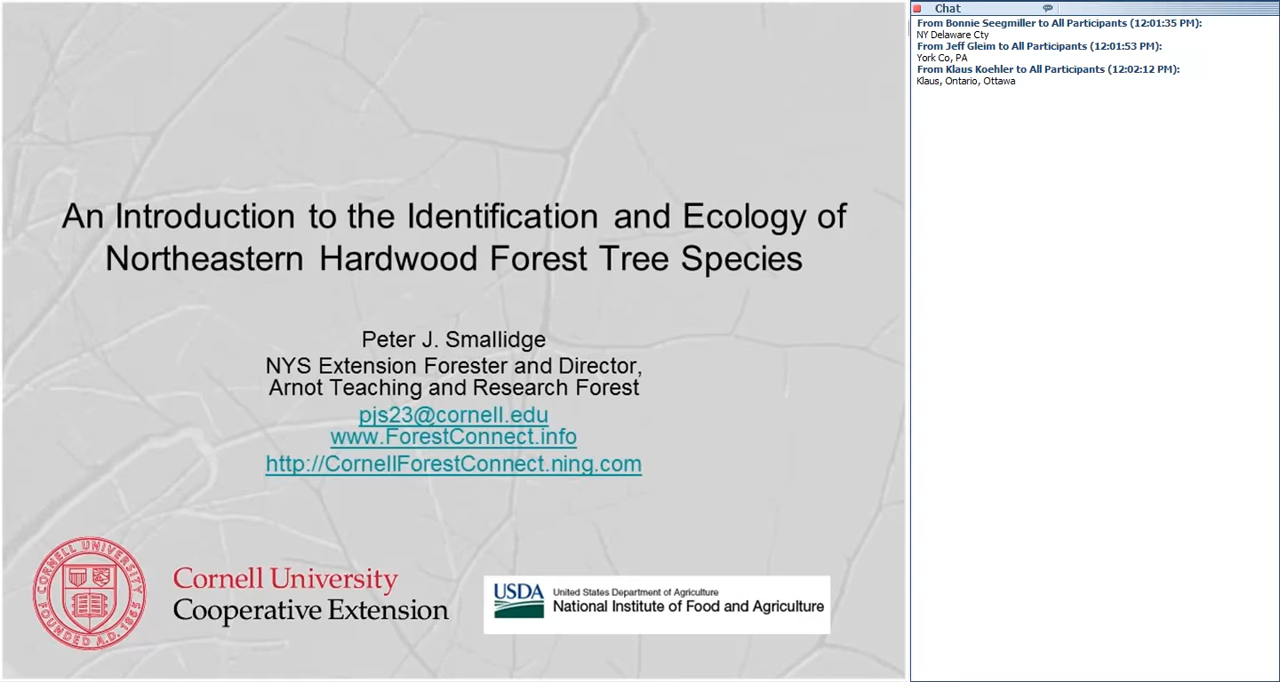 An Introduction to the Identification and Ecology of
Northeastern Hardwood Forest Tree Species
Peter J. Smallidge
NYS Extension Forester and Director,
Arnot Teaching and Research Forest
pjs23@cornell.edu
www.ForestConnect.info
http://CornellForestConnect.ning.com
CORNELL UNIVERSITY
FOUNDED A.D. 1865
Cornell University
Cooperative Extension
USDA
United States Department of Agriculture
National Institute of Food and Agriculture
Chat
From Bonnie Seegmiller to All Participants (12:01:35 PM):
NY Delaware Cty
From Jeff Gleim to All Participants (12:01:53 PM):
York Co, PA
From Klaus Koehler to All Participants (12:02:12 PM):
Klaus, Ontario, Ottawa